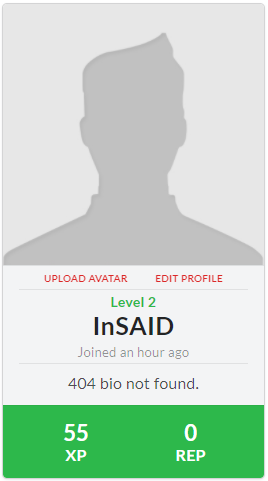 UPLOAD AVATAR EDIT PROFILE
Level 2
InSAID
Joined an hour ago
404 bio not found.
55 0
XP REP